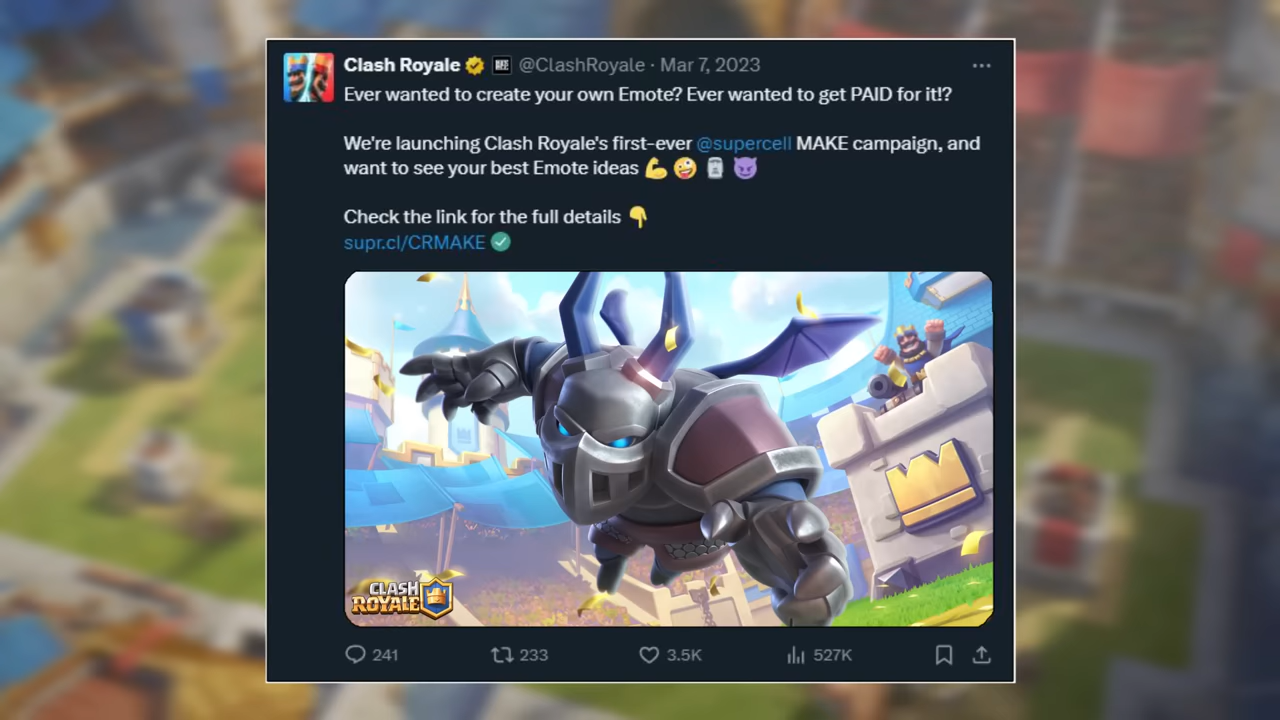 Clash Royale @ClashRoyale · Mar 7, 2023
Ever wanted to create your own Emote? Ever wanted to get PAID for it!?
We're launching Clash Royale's first-ever @supercell MAKE campaign, and
want to see your best Emote ideas 💪🤪🥛😈
Check the link for the full details 👇
supr.cl/CRMAKE
CLASH
ROYALE
241 233 3.5K 527K